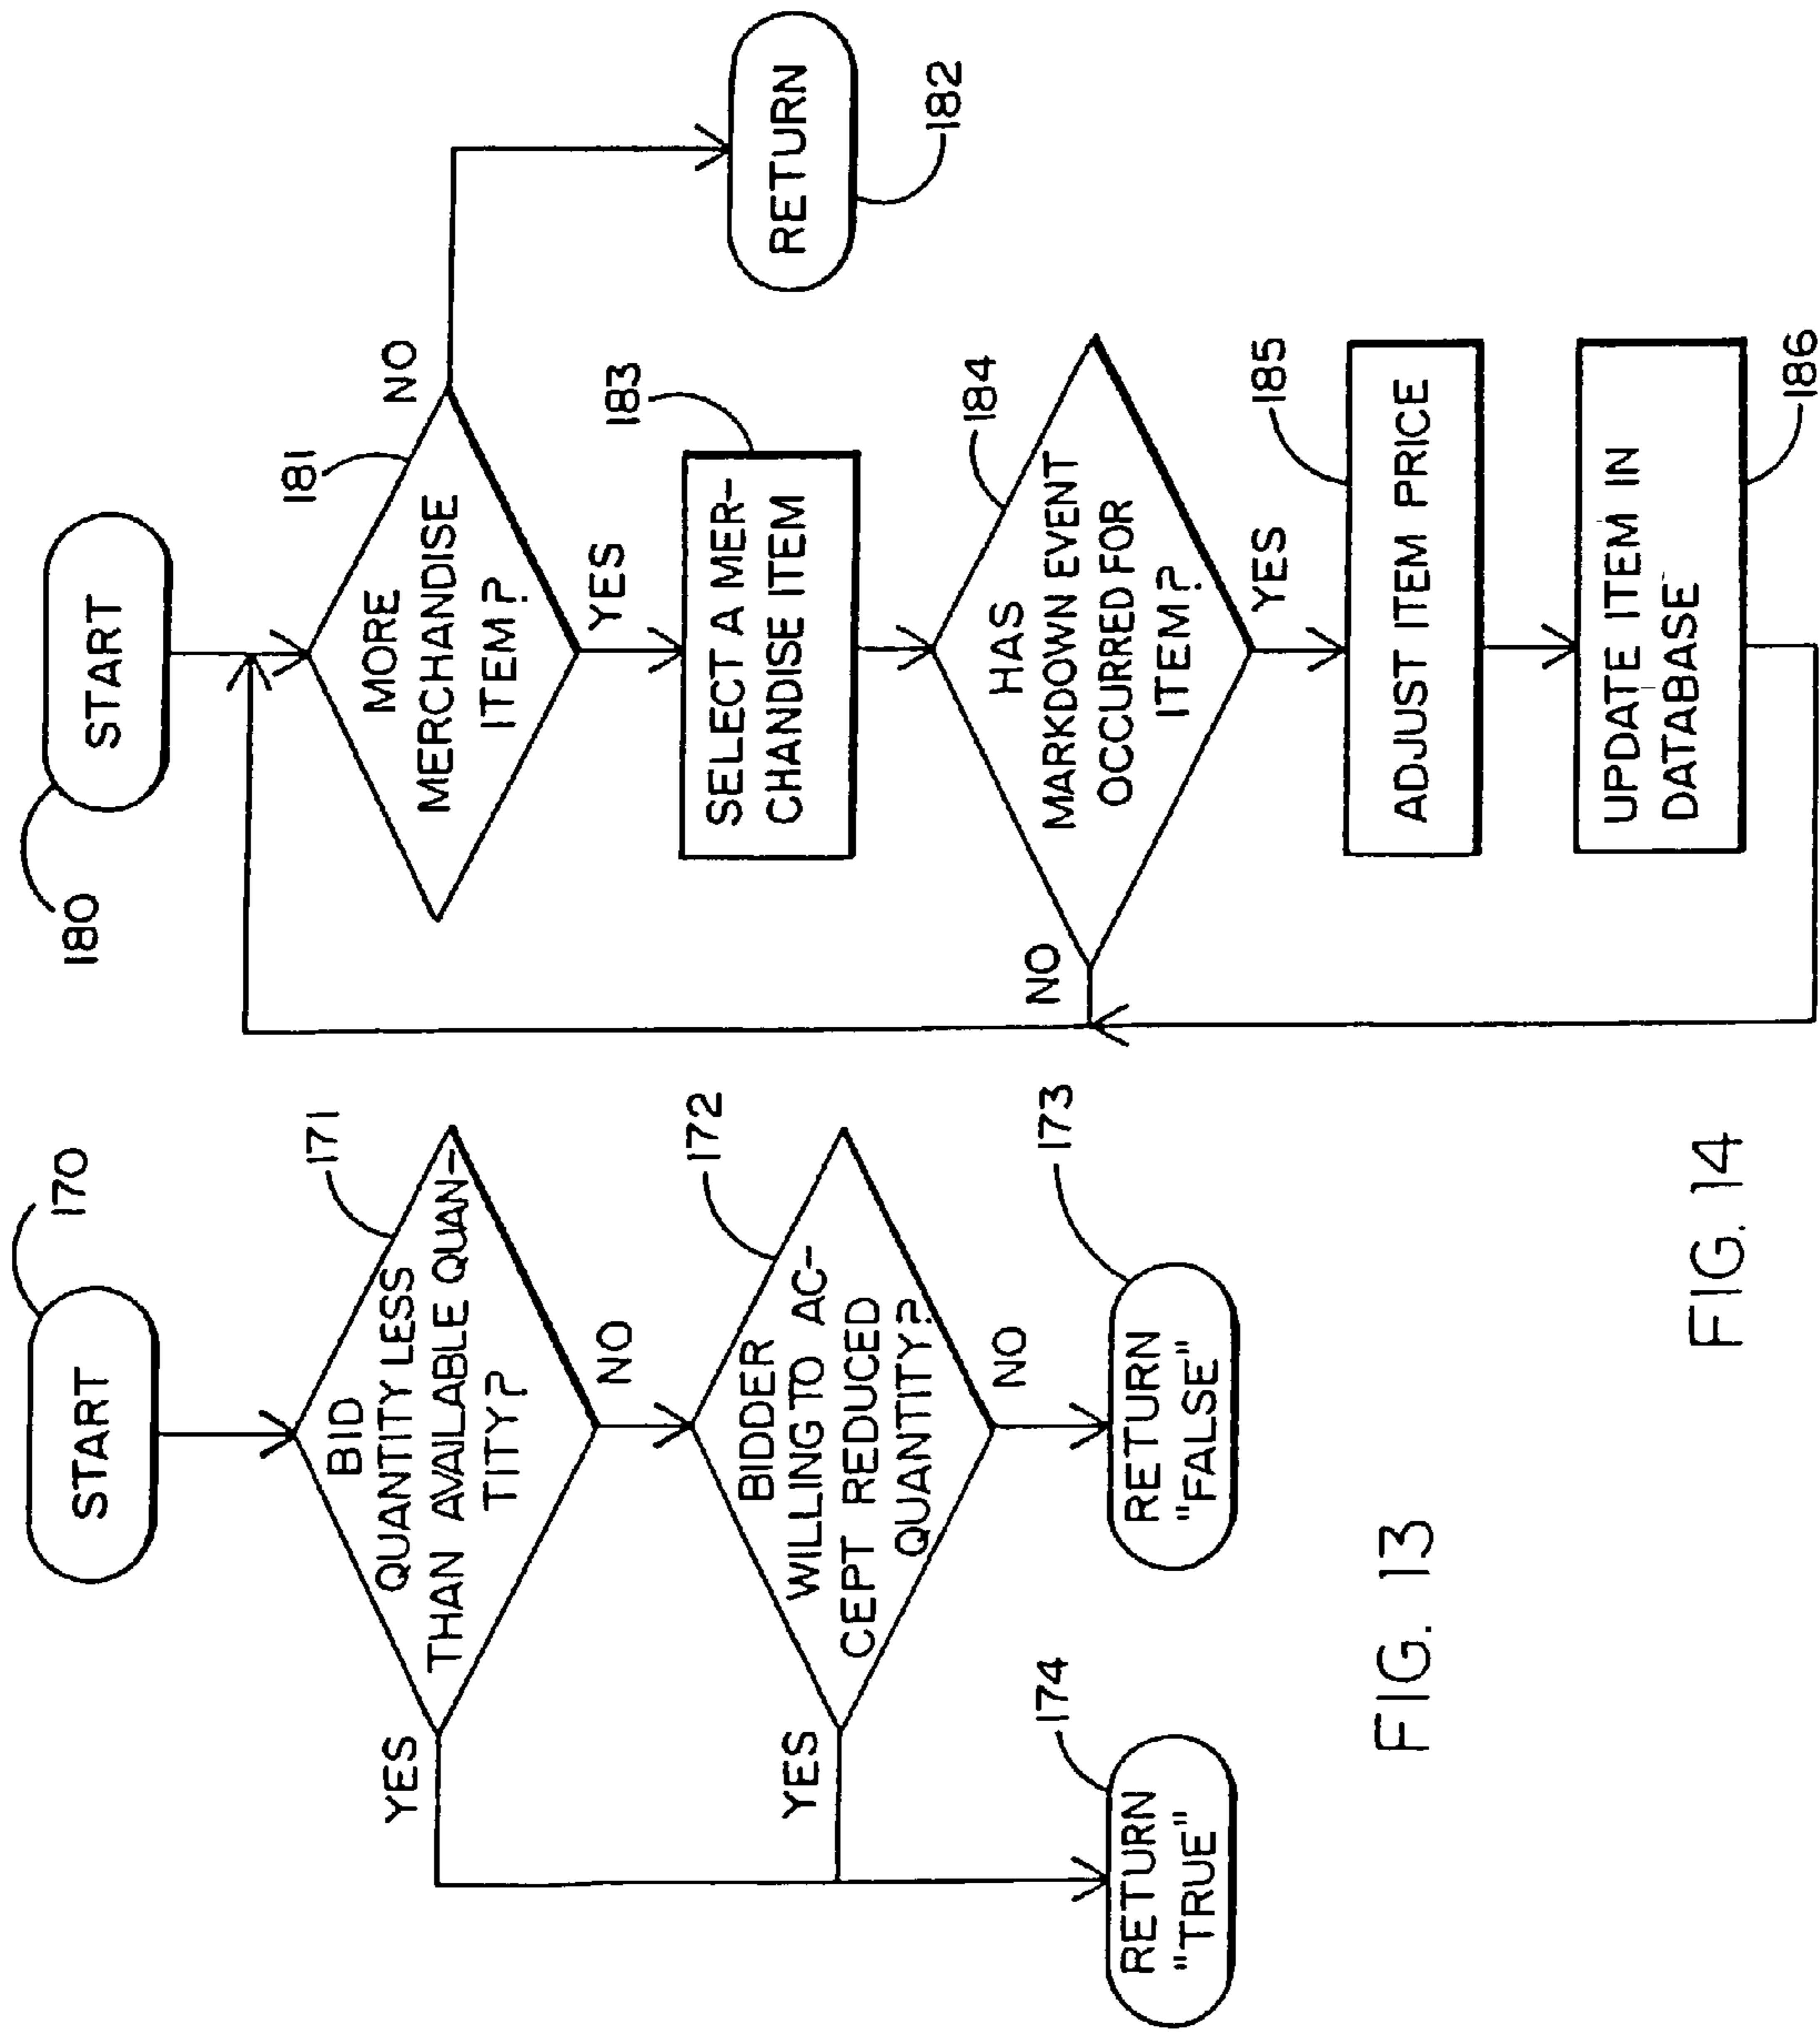 170
START
171
BID
QUANTITY LESS
THAN AVAILABLE QUAN-
TITY?
YES
NO
172
BIDDER
WILLING TO AC-
CEPT REDUCED
QUANTITY?
YES
NO
174
173
RETURN
"TRUE"
RETURN
"FALSE"
FIG. 13
180
START
181
MORE
MERCHANDISE
ITEM?
NO
YES
183
SELECT A MER-
CHANDISE ITEM
RETURN
182
184
HAS
MARKDOWN EVENT
OCCURRED FOR
ITEM?
NO
YES
185
ADJUST ITEM PRICE
UPDATE ITEM IN
DATABASE
186
FIG. 14